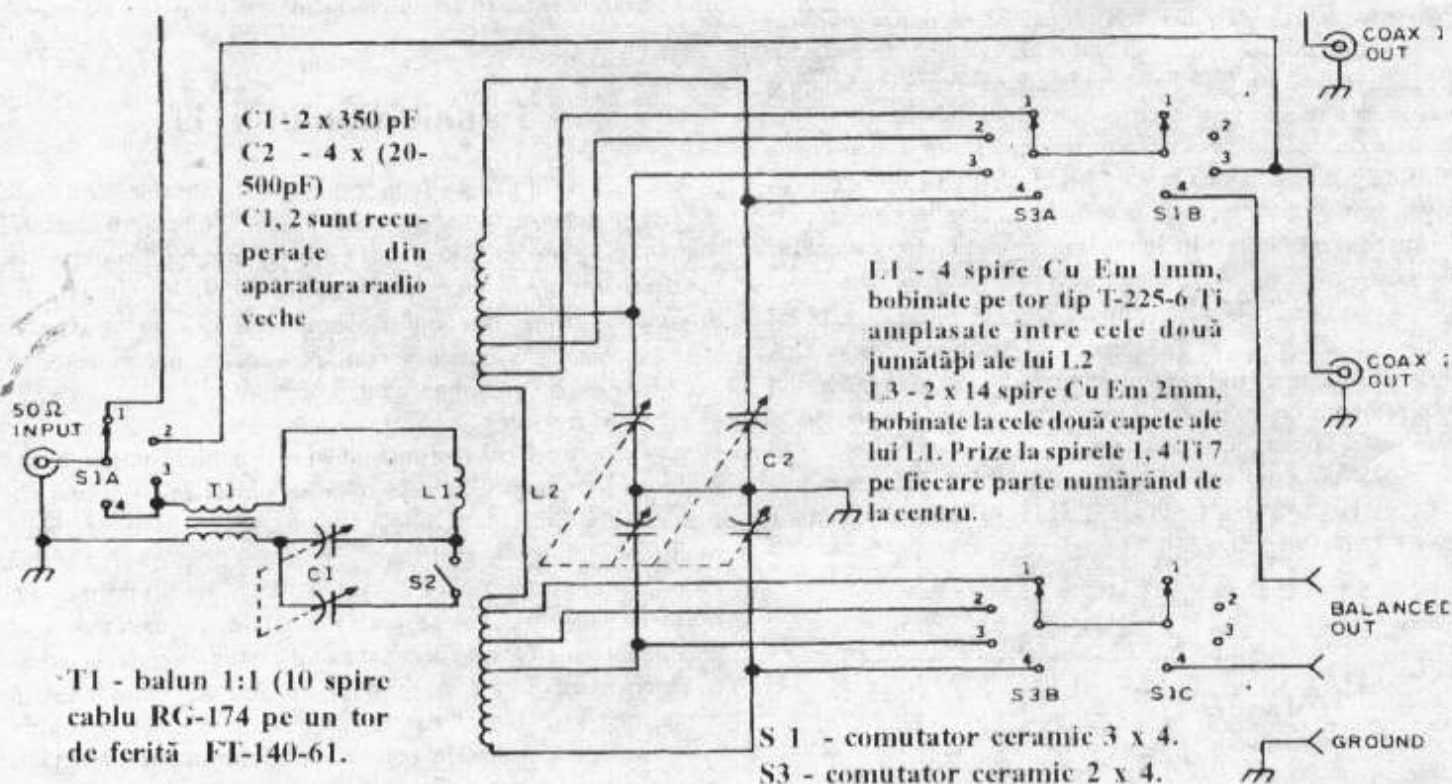 COAX 1
OUT
C1 - 2 x 350 pF
C2 - 4 x (20-
500pF)
C1, 2 sunt recu-
perate din
aparatura radio
veche
1
1
2
2
3
3
4
4
S3A
S1B
L1 - 4 spire Cu Em 1mm,
bobinate pe tor tip T-225-6 Ti
amplasate între cele două
jumătăþi ale lui L2
L3 - 2 x 14 spire Cu Em 2mm,
bobinate la cele două capete ale
lui L1. Prize la spirele 1, 4 Ti 7
pe fiecare parte numărând de
la centru.
COAX 2
OUT
50Ω
INPUT
1
2
S1A
3
4
T1
L1
L2
C2
C1
S2
1
1
2
2
3
3
4
4
S3B
S1C
BALANCED
OUT
GROUND
T1 - balun 1:1 (10 spire
cablu RG-174 pe un tor
de ferită FT-140-61.
S 1 - comutator ceramic 3 x 4.
S3 - comutator ceramic 2 x 4.